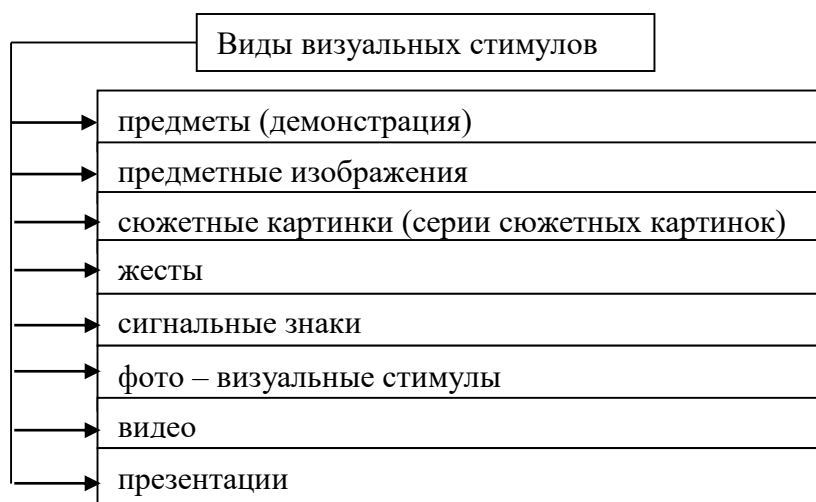 Виды визуальных стимулов
предметы (демонстрация)
предметные изображения
сюжетные картинки (серии сюжетных картинок)
жесты
сигнальные знаки
фото – визуальные стимулы
видео
презентации